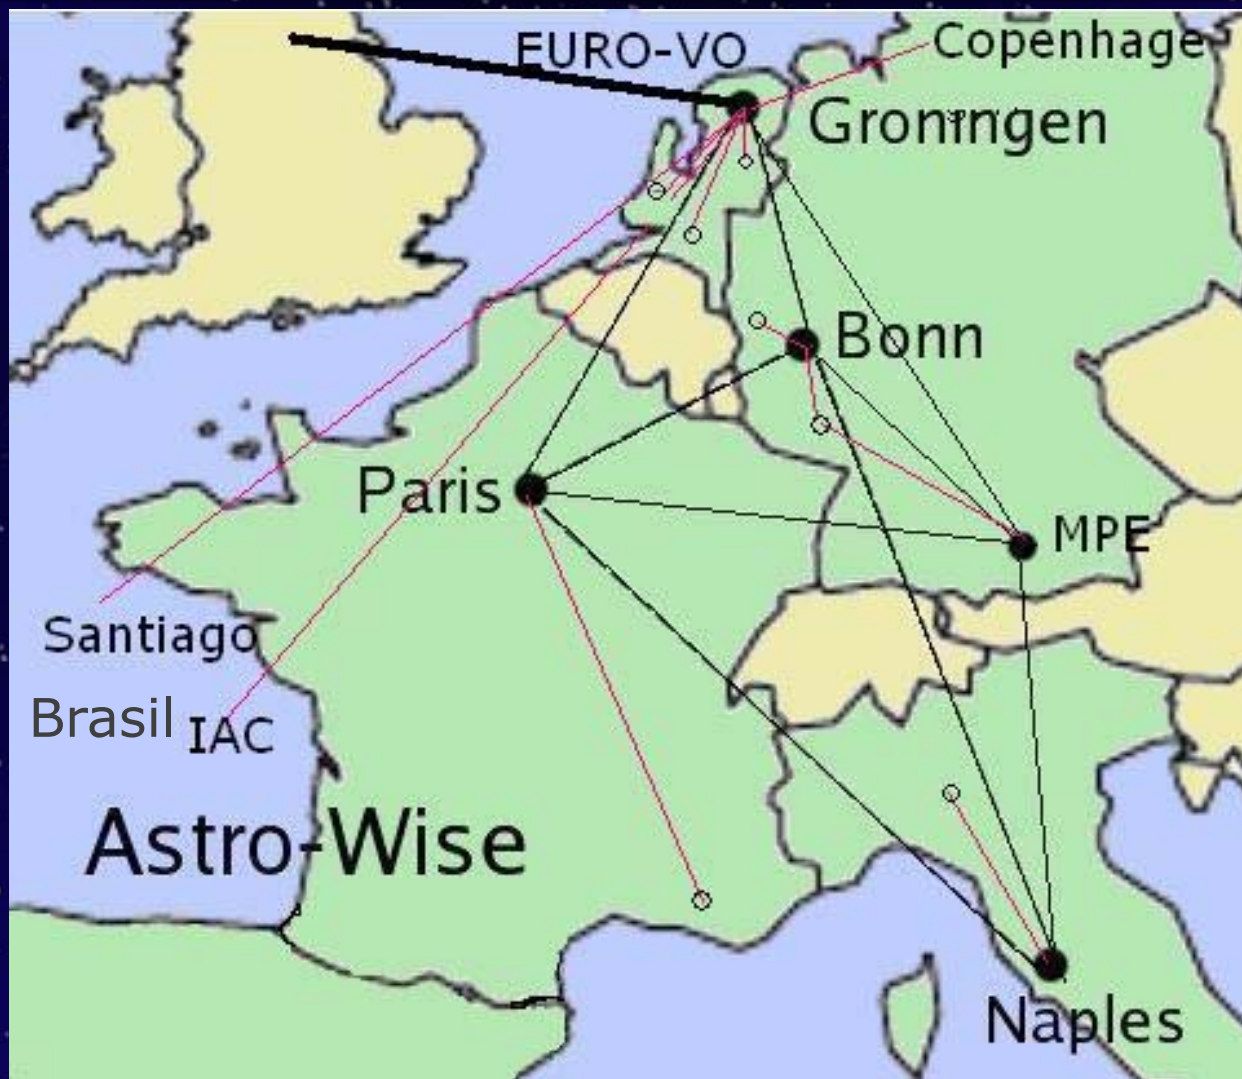 Copenhage
EURO-VO
Groningen
Bonn
Paris
MPE
Santiago
Brasil
IAC
Astro-Wise
Naples